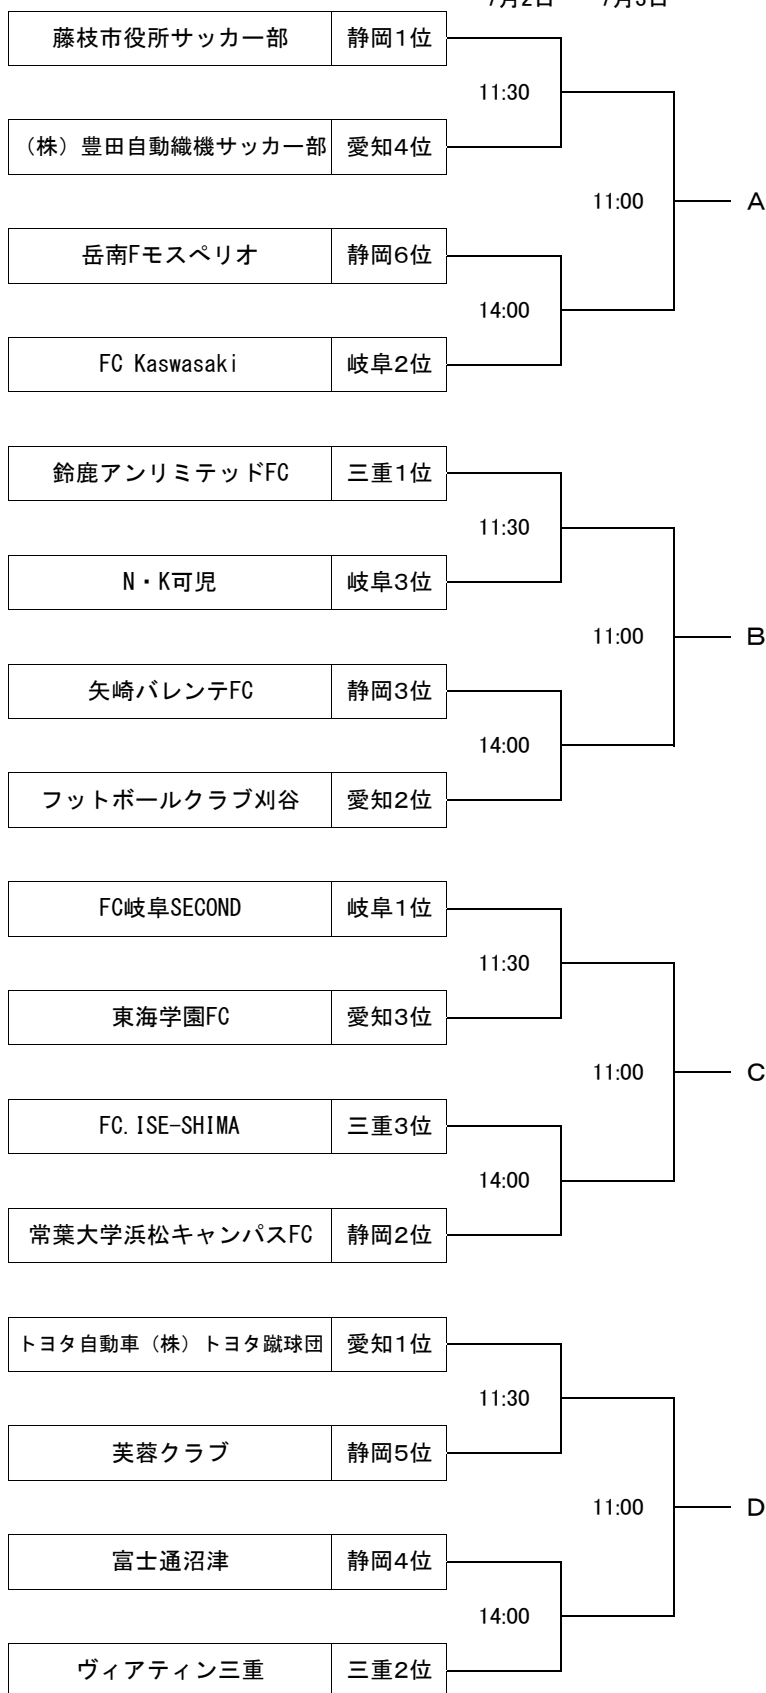 7月2日 7月3日
藤枝市役所サッカー部 静岡1位
11:30
（株）豊田自動織機サッカー部 愛知4位
11:00 A
岳南Fモスペリオ 静岡6位
14:00
FC Kaswasaki 岐阜2位
鈴鹿アンリミテッドFC 三重1位
11:30
N・K可児 岐阜3位
11:00 B
矢崎バレンテFC 静岡3位
14:00
フットボールクラブ刈谷 愛知2位
FC岐阜SECOND 岐阜1位
11:30
東海学園FC 愛知3位
11:00 C
FC.ISE-SHIMA 三重3位
14:00
常葉大学浜松キャンパスFC 静岡2位
トヨタ自動車（株）トヨタ蹴球団 愛知1位
11:30
芙蓉クラブ 静岡5位
11:00 D
富士通沼津 静岡4位
14:00
ヴィアティン三重 三重2位